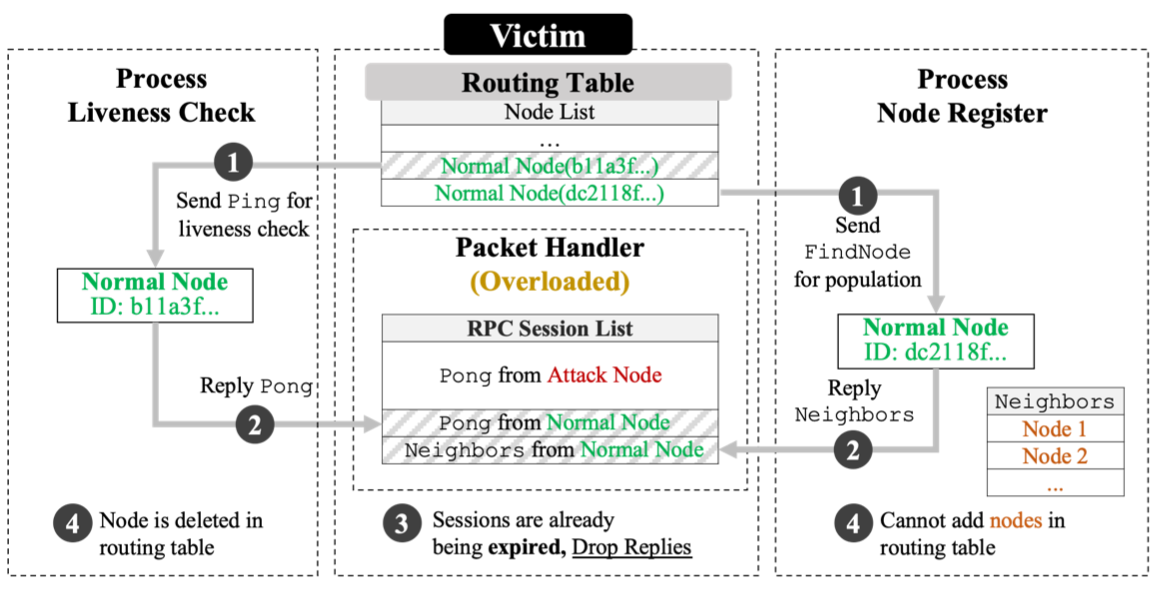 Victim
Process
Liveness Check
1
Send Ping for
liveness check
Normal Node
ID: b11a3f...
Reply Pong
2
4 Node is deleted in
routing table
Routing Table
Node List
...
Normal Node(b11a3f...)
Normal Node(dc2118f...)
Packet Handler
(Overloaded)
RPC Session List
Pong from Attack Node
Pong from Normal Node
Neighbors from Normal Node
3 Sessions are already
being expired, Drop Replies
Process
Node Register
1
Send
FindNode
for population
Normal Node
ID: dc2118f...
Reply
Neighbors
2
Neighbors
Node 1
Node 2
...
4 Cannot add nodes in
routing table